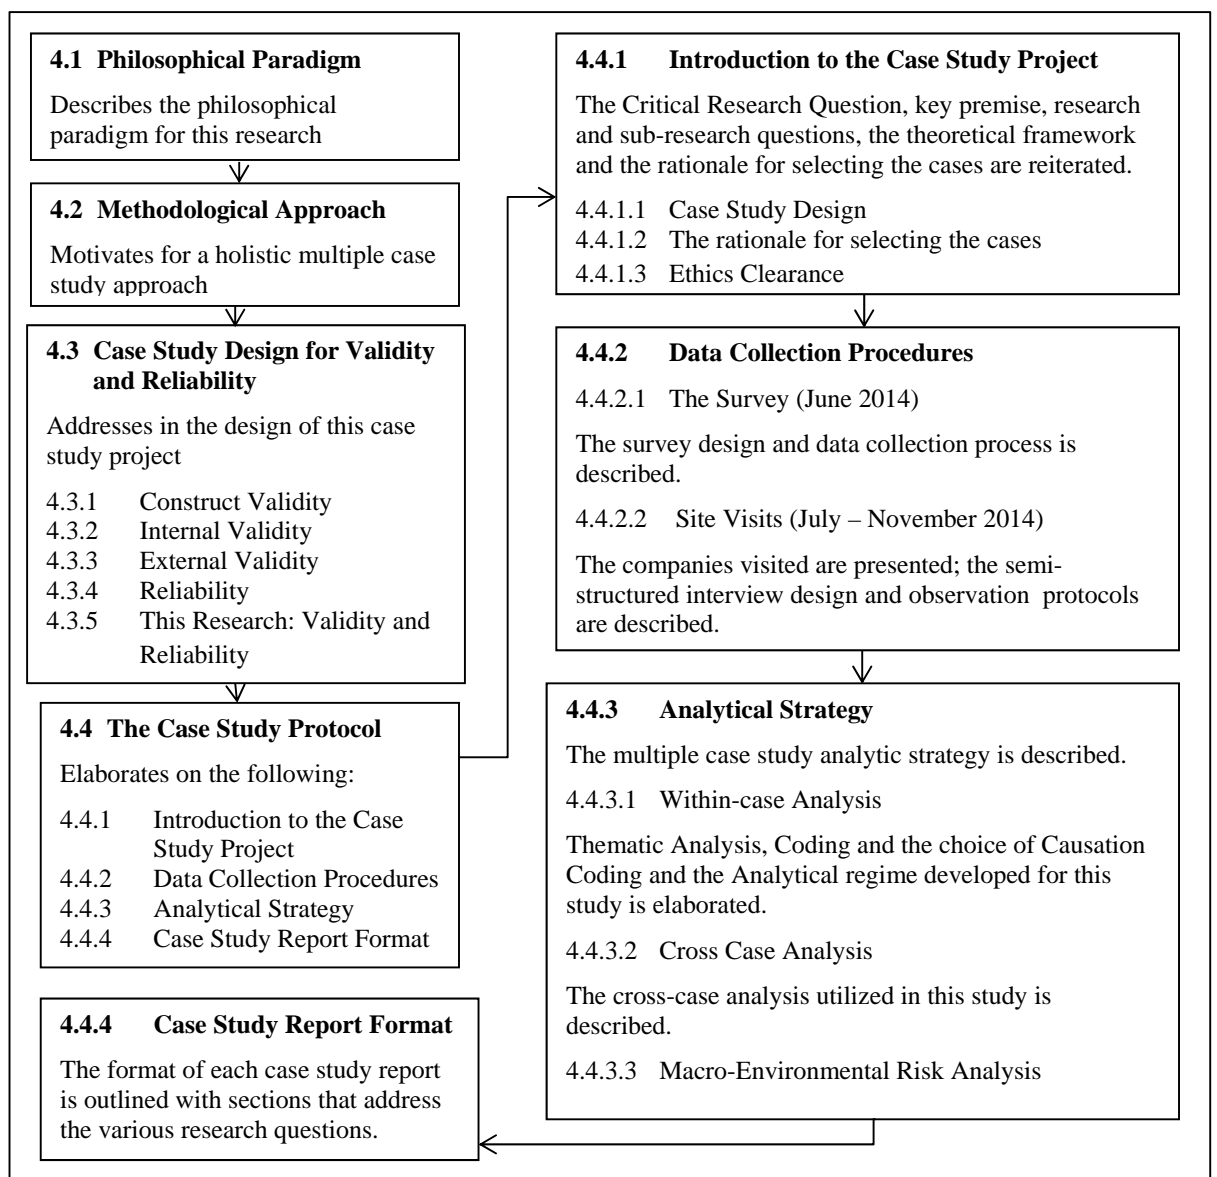 4.1 Philosophical Paradigm
Describes the philosophical
paradigm for this research
4.2 Methodological Approach
Motivates for a holistic multiple case
study approach
4.3 Case Study Design for Validity
and Reliability
Addresses in the design of this case
study project
4.3.1 Construct Validity
4.3.2 Internal Validity
4.3.3 External Validity
4.3.4 Reliability
4.3.5 This Research: Validity and
Reliability
4.4 The Case Study Protocol
Elaborates on the following:
4.4.1 Introduction to the Case
Study Project
4.4.2 Data Collection Procedures
4.4.3 Analytical Strategy
4.4.4 Case Study Report Format
4.4.1 Introduction to the Case Study Project
The Critical Research Question, key premise, research
and sub-research questions, the theoretical framework
and the rationale for selecting the cases are reiterated.
4.4.1.1 Case Study Design
4.4.1.2 The rationale for selecting the cases
4.4.1.3 Ethics Clearance
4.4.2 Data Collection Procedures
4.4.2.1 The Survey (June 2014)
The survey design and data collection process is
described.
4.4.2.2 Site Visits (July – November 2014)
The companies visited are presented; the semi-
structured interview design and observation protocols
are described.
4.4.3 Analytical Strategy
The multiple case study analytic strategy is described.
4.4.3.1 Within-case Analysis
Thematic Analysis, Coding and the choice of Causation
Coding and the Analytical regime developed for this
study is elaborated.
4.4.3.2 Cross Case Analysis
The cross-case analysis utilized in this study is
described.
4.4.3.3 Macro-Environmental Risk Analysis
4.4.4 Case Study Report Format
The format of each case study report
is outlined with sections that address
the various research questions.